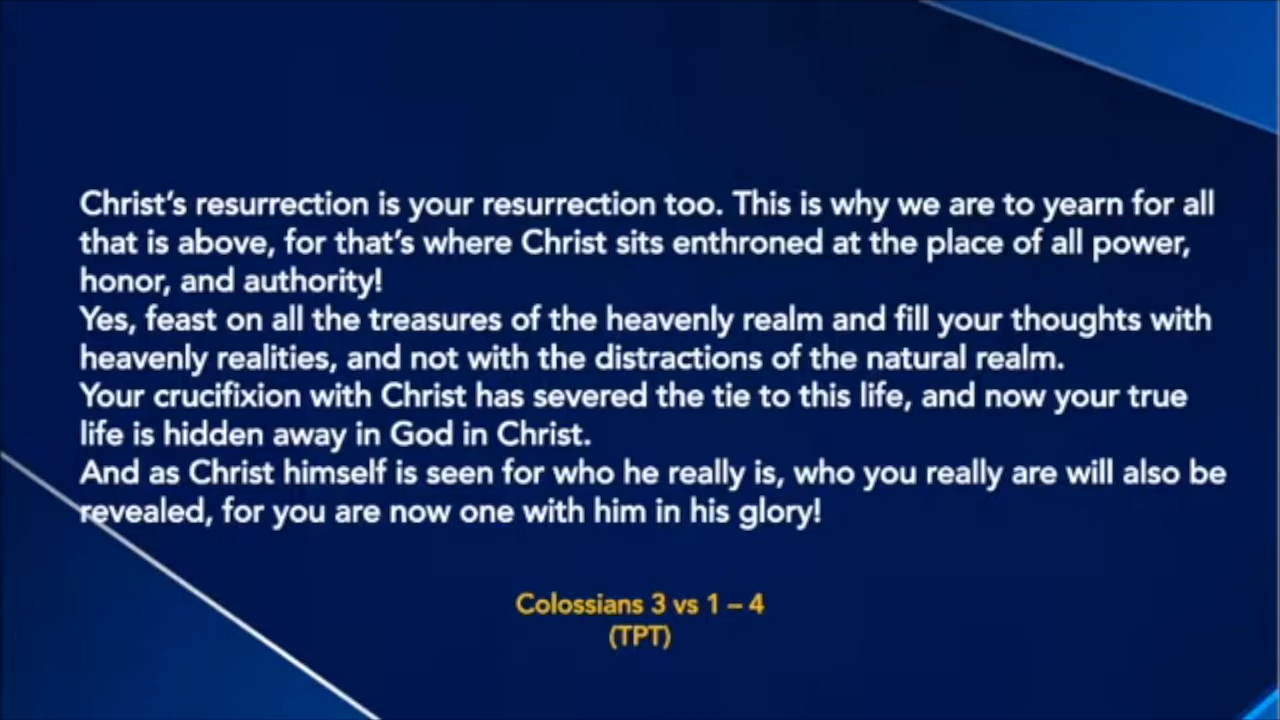 Christ’s resurrection is your resurrection too. This is why we are to yearn for all
that is above, for that’s where Christ sits enthroned at the place of all power,
honor, and authority!
Yes, feast on all the treasures of the heavenly realm and fill your thoughts with
heavenly realities, and not with the distractions of the natural realm.
Your crucifixion with Christ has severed the tie to this life, and now your true
life is hidden away in God in Christ.
And as Christ himself is seen for who he really is, who you really are will also be
revealed, for you are now one with him in his glory!
Colossians 3 vs 1 – 4
(TPT)